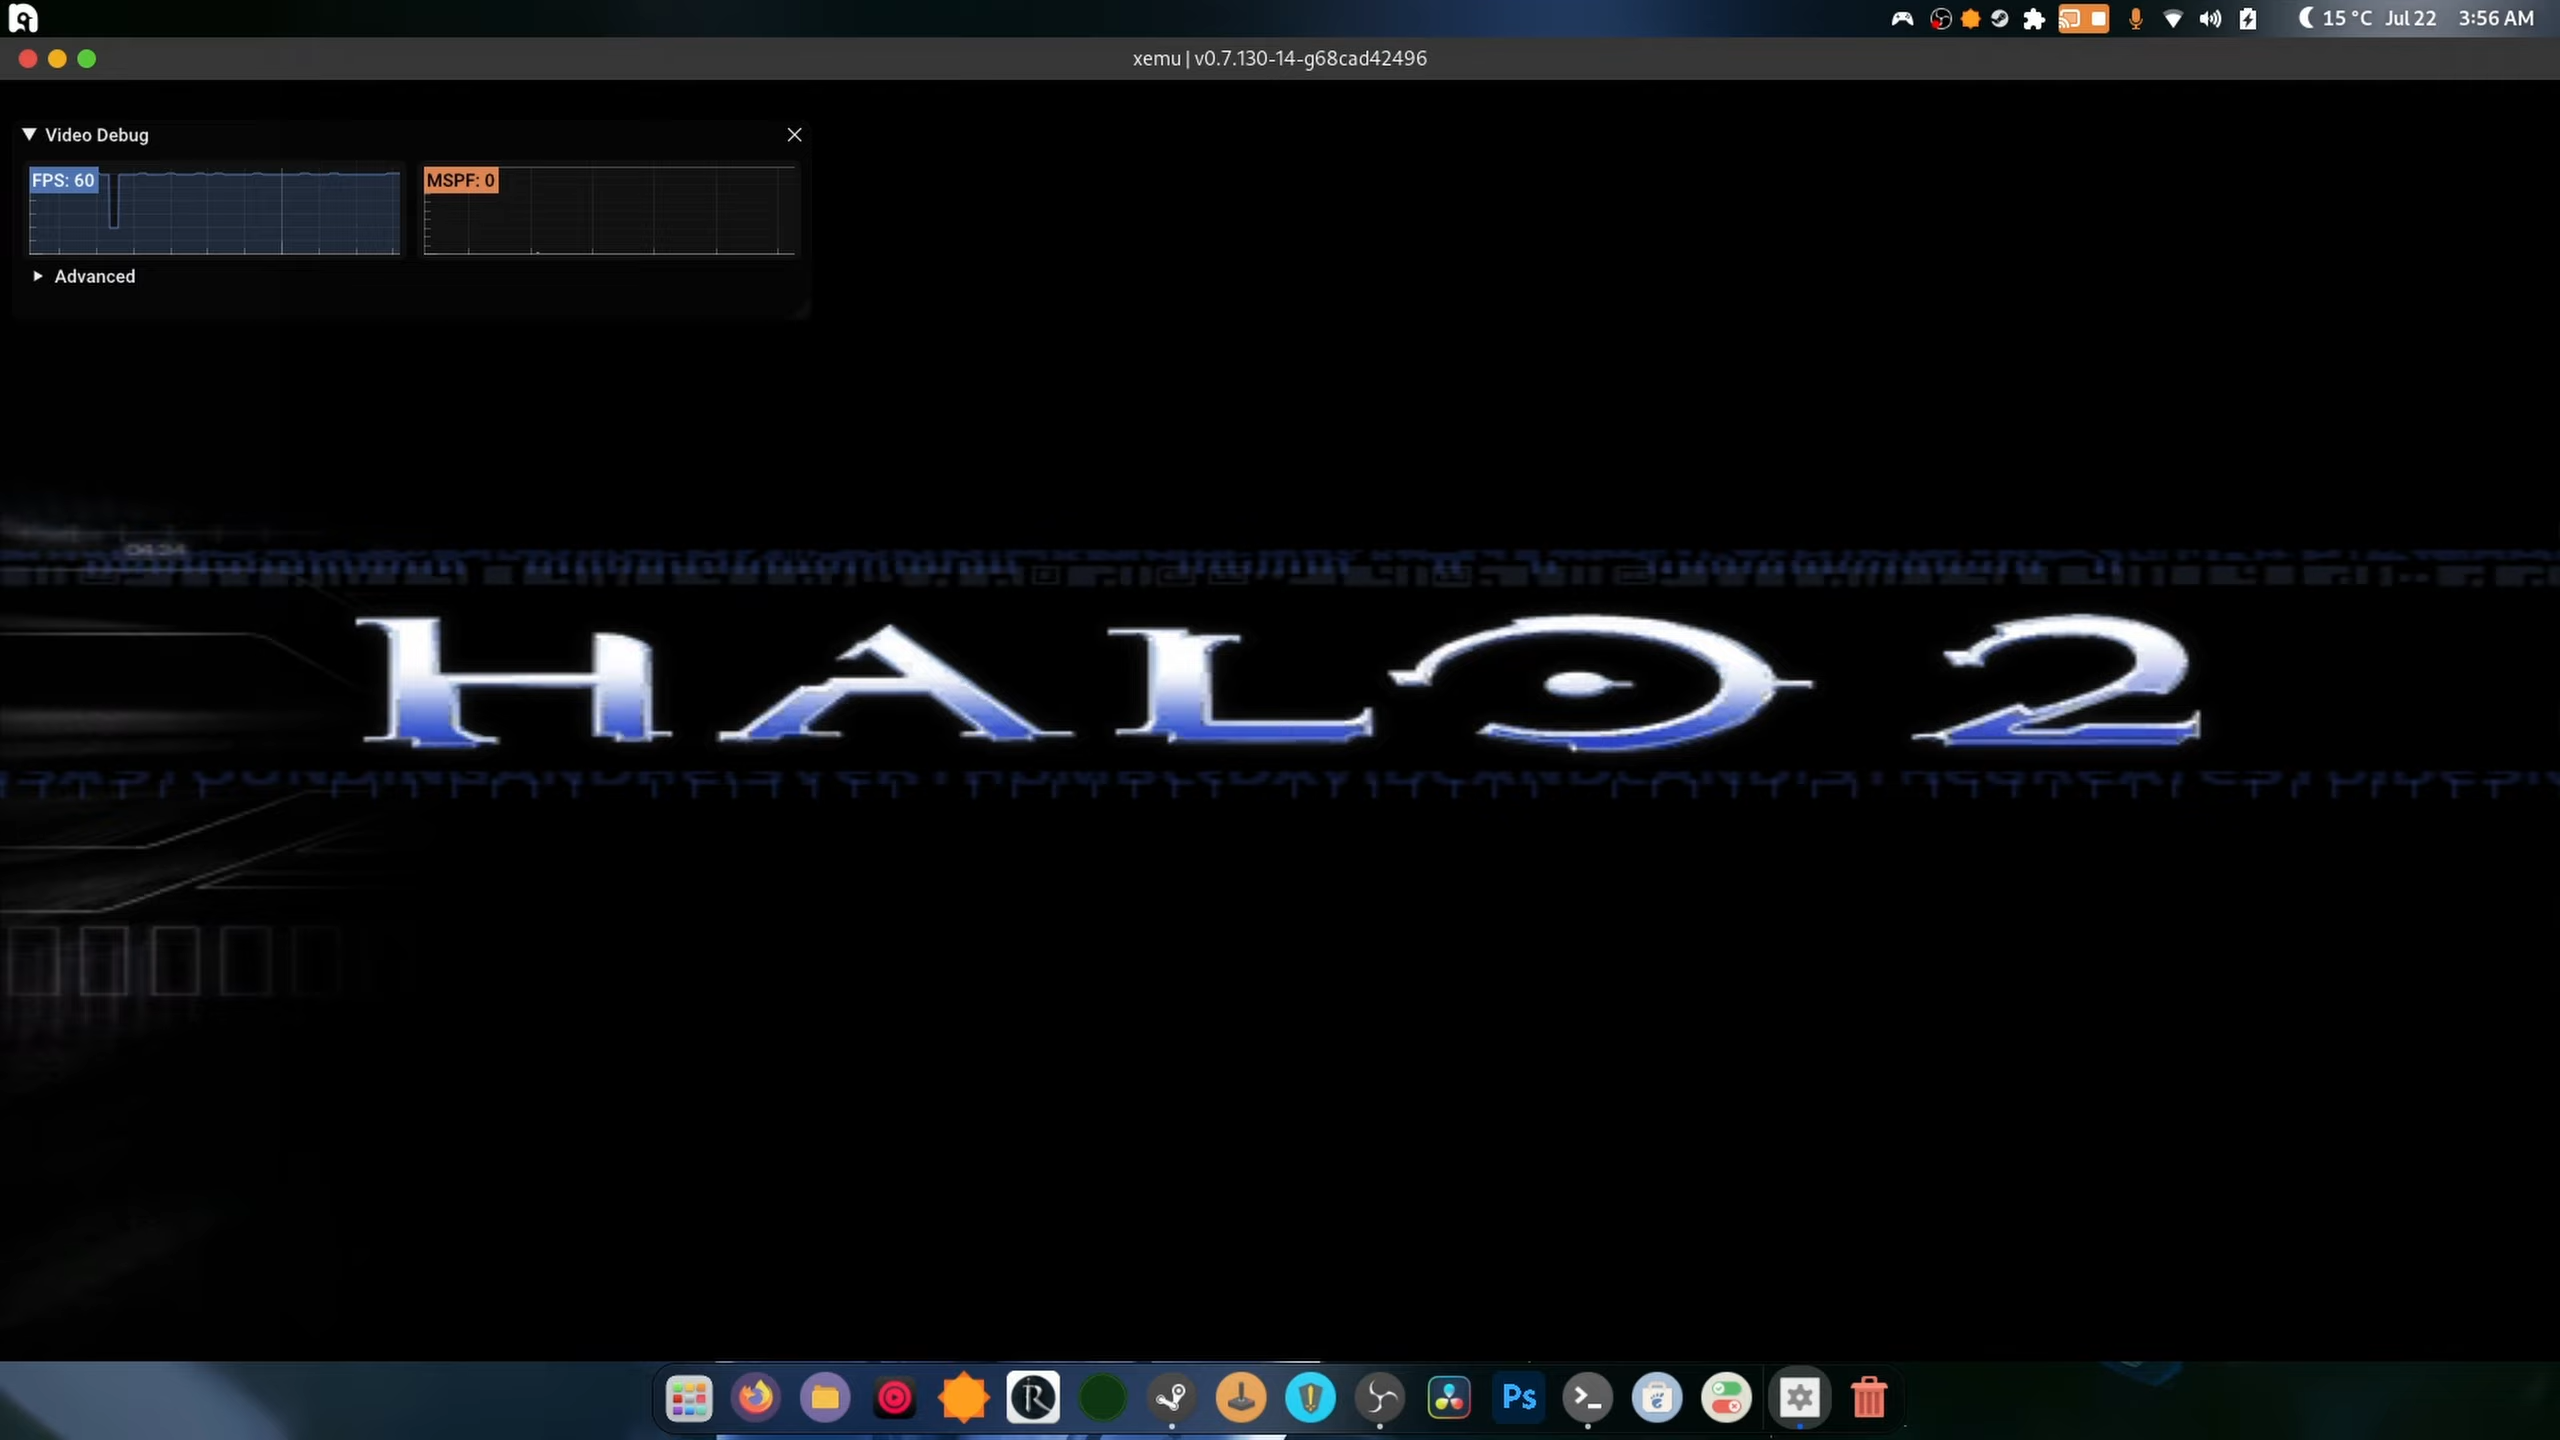 15 °C Jul 22 3:56 AM
xemu | v0.7.130-14-g68cad42496
Video Debug
FPS: 60
MSPF: 0
Advanced
HALO 2
R
Ps